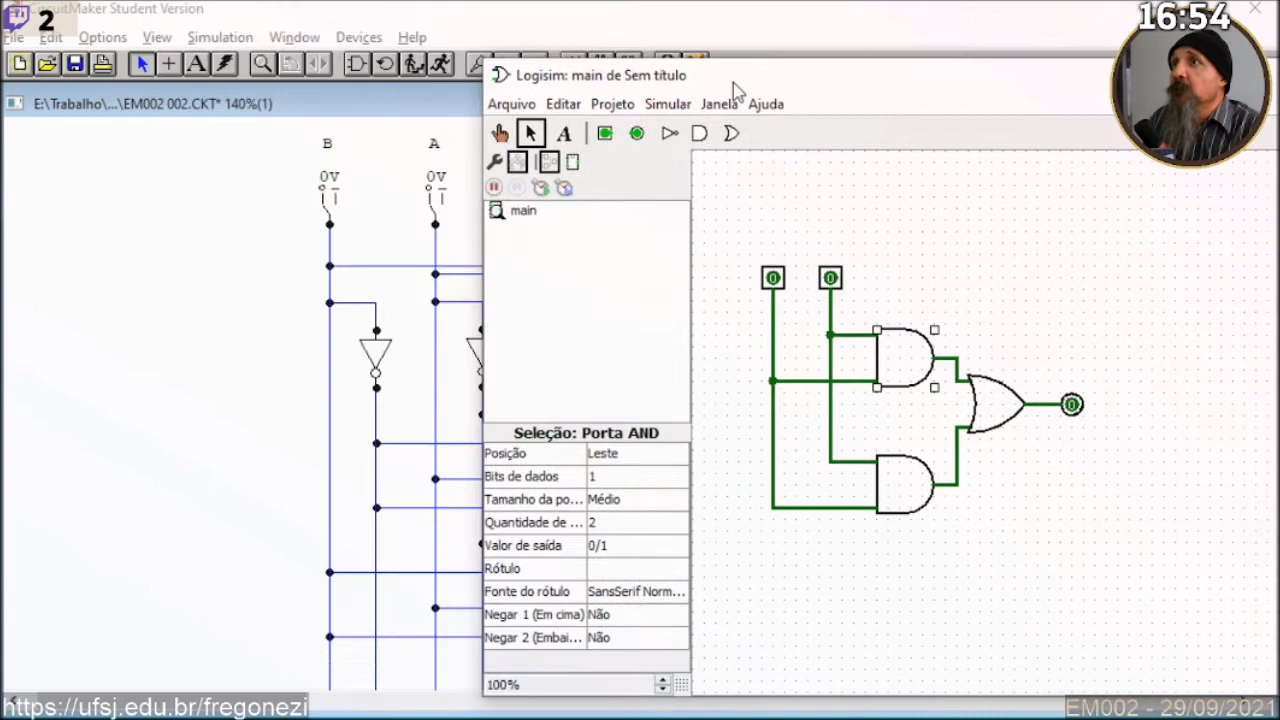 CircuitMaker Student Version
2
File Edit Options View Simulation Window Devices Help
16:54
E:\Trabalho\...\EM002 002.CKT* 140%(1)
Logisim: main de Sem título
Arquivo Editar Projeto Simular Janela Ajuda
A
A
main
B A
0V 0V
0 0
0
Seleção: Porta AND
Posição Leste
Bits de dados 1
Tamanho da po... Médio
Quantidade de ... 2
Valor de saída 0/1
Rótulo
Fonte do rótulo SansSerif Norm...
Negar 1 (Em cima) Não
Negar 2 (Embai... Não
100%
https://ufsj.edu.br/fregonezi
EM002 - 29/09/2021